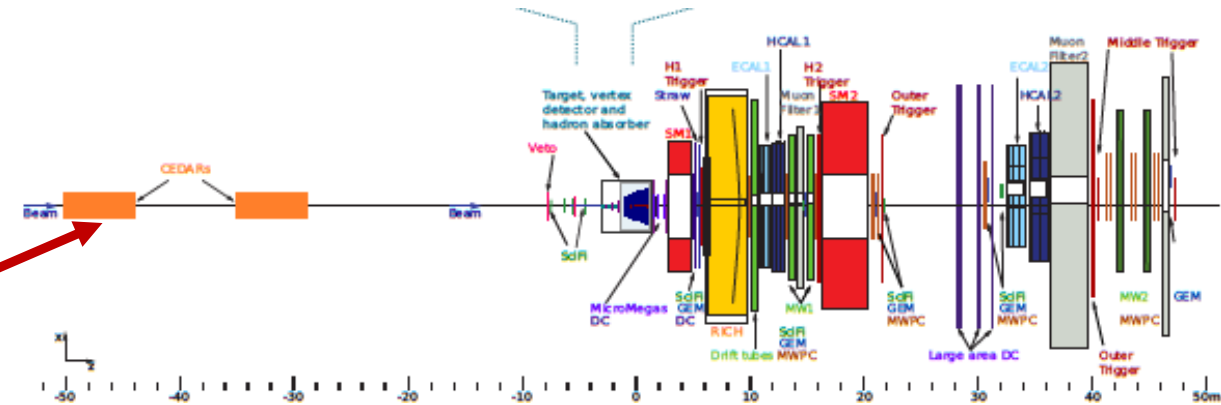 HCAL1
Muon
Filter2
Middle Trigger
H1
Trigger
ECAL1
H2
Trigger
ECAL2
Target, vertex
detector and
hadron absorber
Straw
Muon
Filter1
SM2
Outer
Trigger
HCAL2
SM1
Veto
CEDARs
Beam
Beam
SciFi
MicroMegas
DC
SciFi
GEM
DC
RICH
MW1
SciFi
GEM
MWPC
Drift tubes
SciFi
GEM
MWPC
Large area DC
SciFi
GEM
MWPC
Outer
Trigger
MW2
MWPC
GEM
x
z
-50 -40 -30 -20 -10 0 10 20 30 40 50m